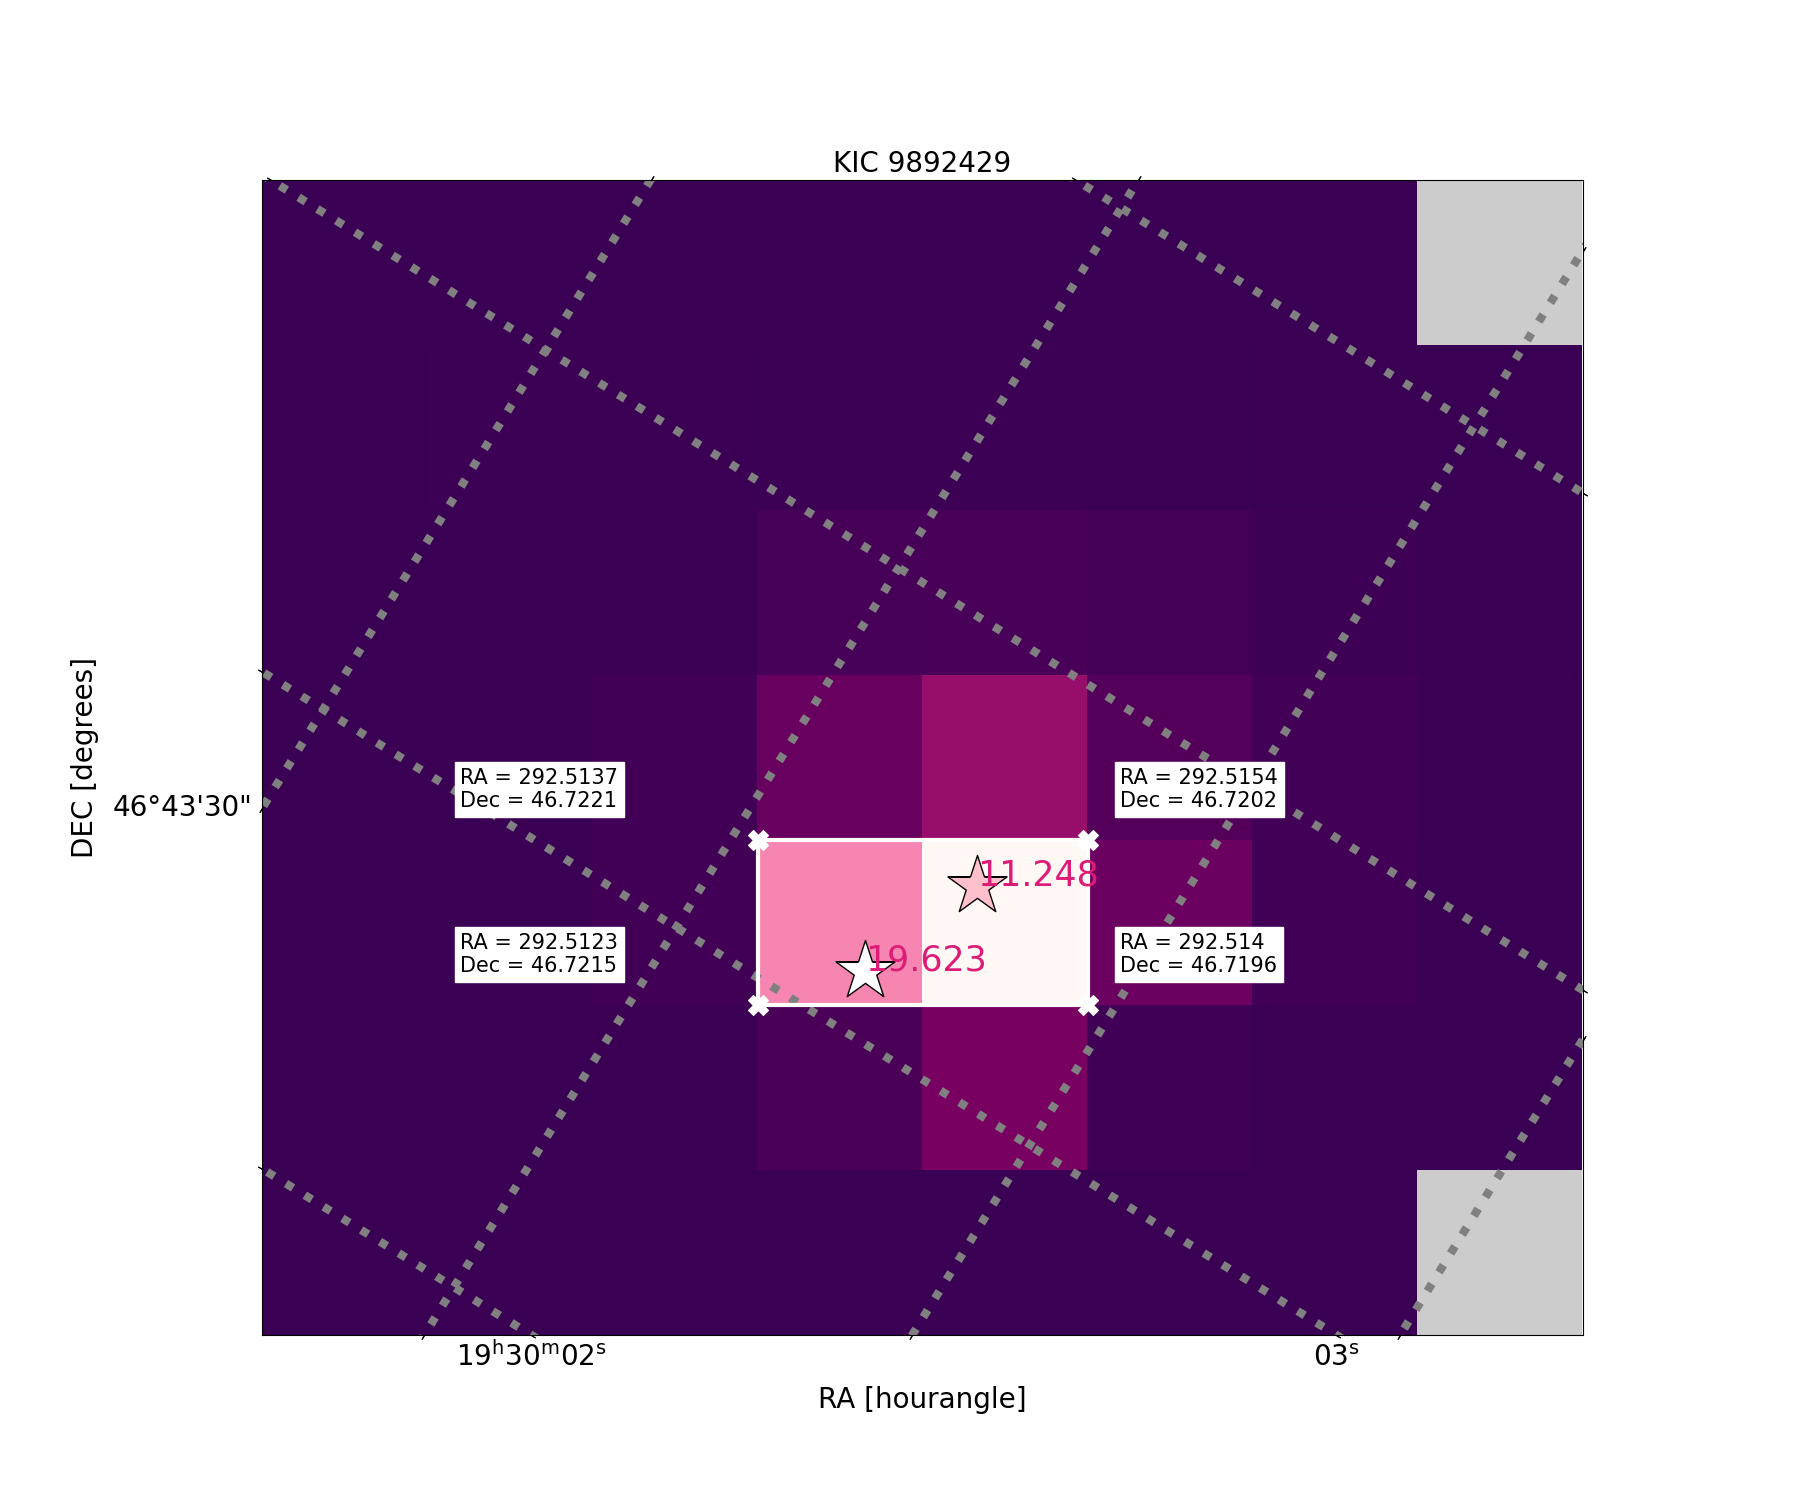 KIC 9892429
DEC [degrees]
46°43'30"
RA = 292.5137
Dec = 46.7221
RA = 292.5154
Dec = 46.7202
11.248
19.623
RA = 292.5123
Dec = 46.7215
RA = 292.514
Dec = 46.7196
19ʰ30ᵐ02ˢ
03ˢ
RA [hourangle]